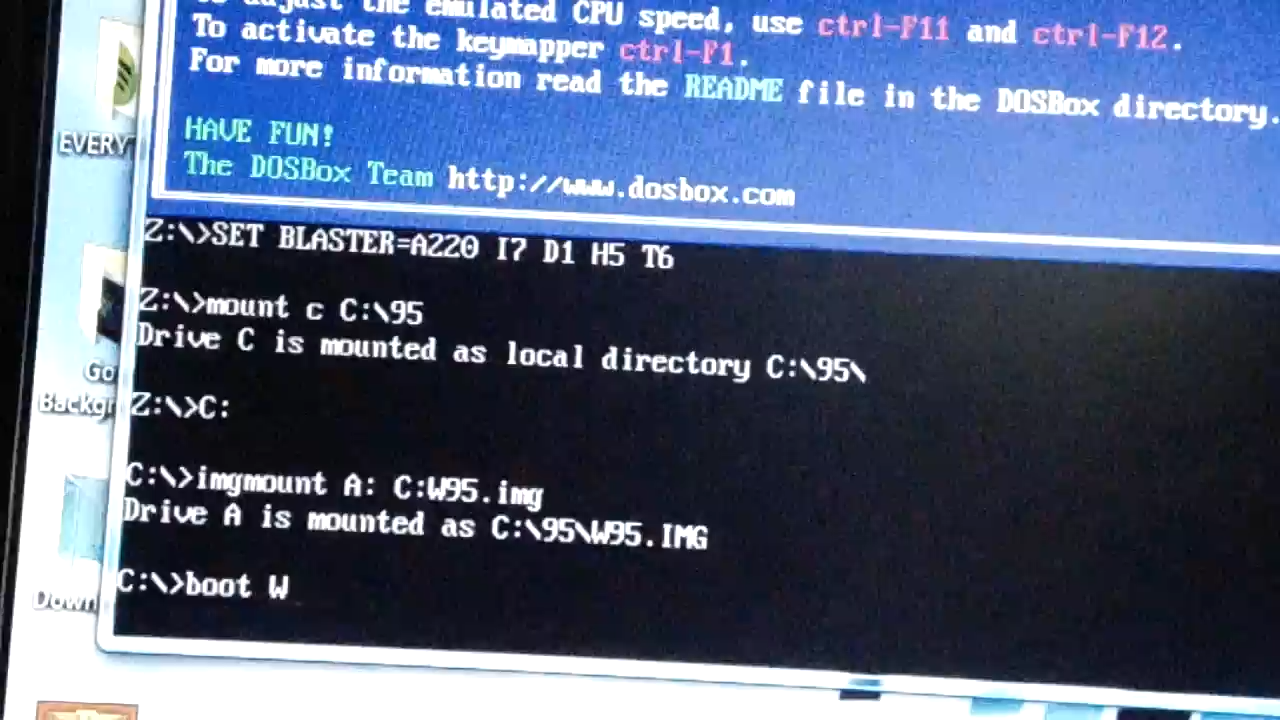 To adjust the emulated CPU speed, use ctrl-F11 and ctrl-F12.
To activate the keymapper ctrl-F1.
For more information read the README file in the DOSBox directory.
HAVE FUN!
The DOSBox Team http://www.dosbox.com
Z:\>SET BLASTER=A220 I7 D1 H5 T6
Z:\>mount c C:\95
Drive C is mounted as local directory C:\95\
Z:\>C:
C:\>imgmount A: C:W95.img
Drive A is mounted as C:\95\W95.IMG
C:\>boot W
EVERY
Go
Backgr
Down